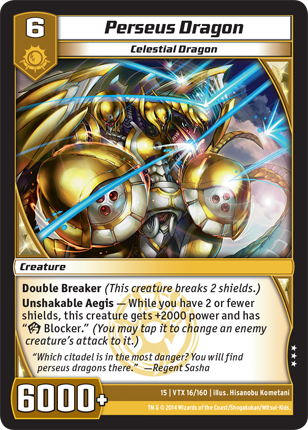 6
Perseus Dragon
Celestial Dragon
Creature
Double Breaker (This creature breaks 2 shields.)
Unshakable Aegis — While you have 2 or fewer
shields, this creature gets +2000 power and has
“Blocker.” (You may tap it to change an enemy
creature's attack to it.)
“Which citadel is in the most danger? You will find
perseus dragons there.” —Regent Sasha
6000+
15 | VTX 16/160 | illus. Hisanobu Kometani
TM & © 2014 Wizards of the Coast/Shogakukan/Mitsui-Kids.